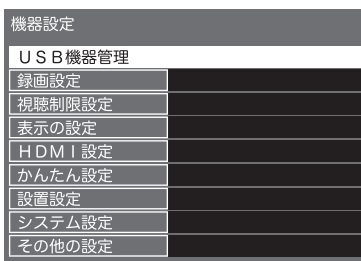 機器設定
ＵＳＢ機器管理
録画設定
視聴制限設定
表示の設定
ＨＤＭＩ設定
かんたん設定
設置設定
システム設定
その他の設定